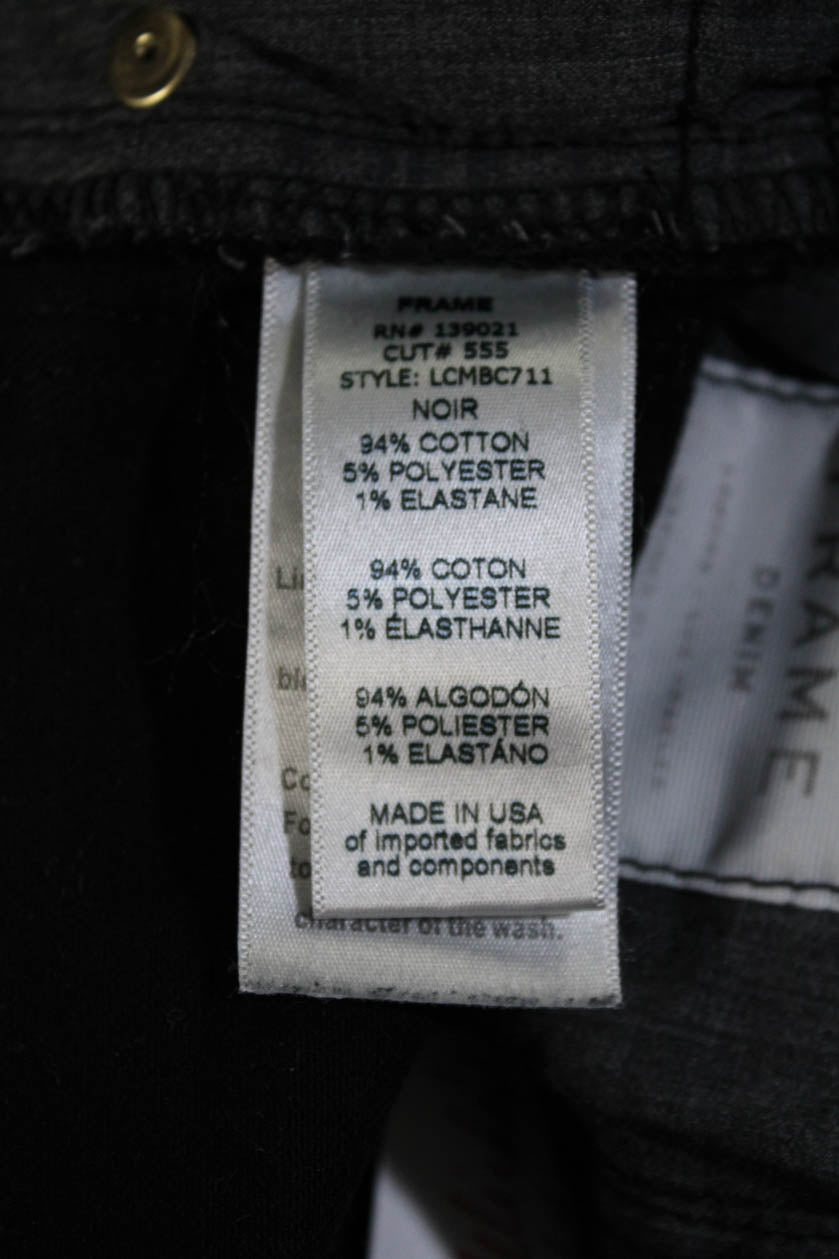 FRAME
RN# 139021
CUT# 555
STYLE: LCMBC711
NOIR
94% COTTON
5% POLYESTER
1% ELASTANE
94% COTON
5% POLYESTER
1% ÉLASTHANNE
94% ALGODÓN
5% POLIESTER
1% ELASTÁNO
MADE IN USA
of imported fabrics
and components
character of the wash.
RAME
DENIM